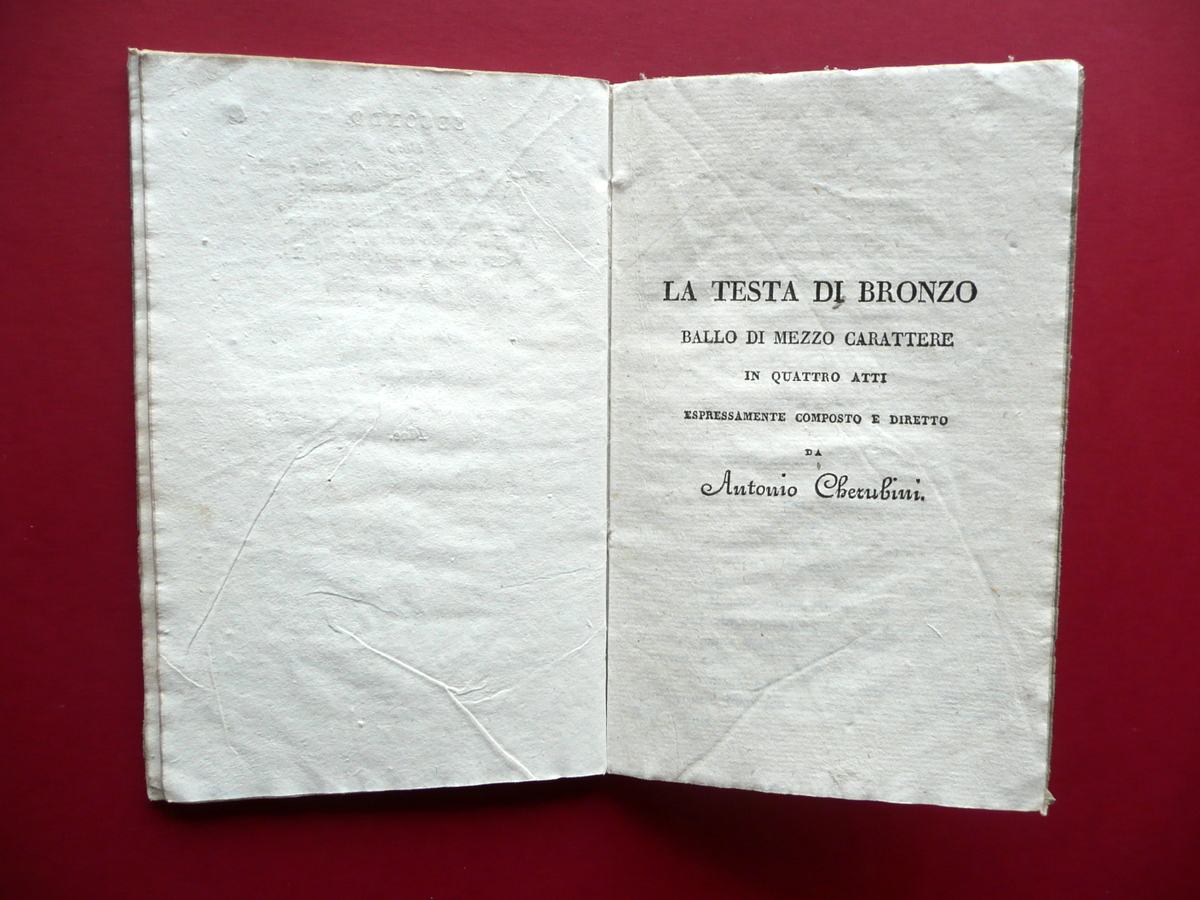 LA TESTA DI BRONZO
BALLO DI MEZZO CARATTERE
IN QUATTRO ATTI
ESPRESSAMENTE COMPOSTO E DIRETTO
DA
Antonio Cherubini.